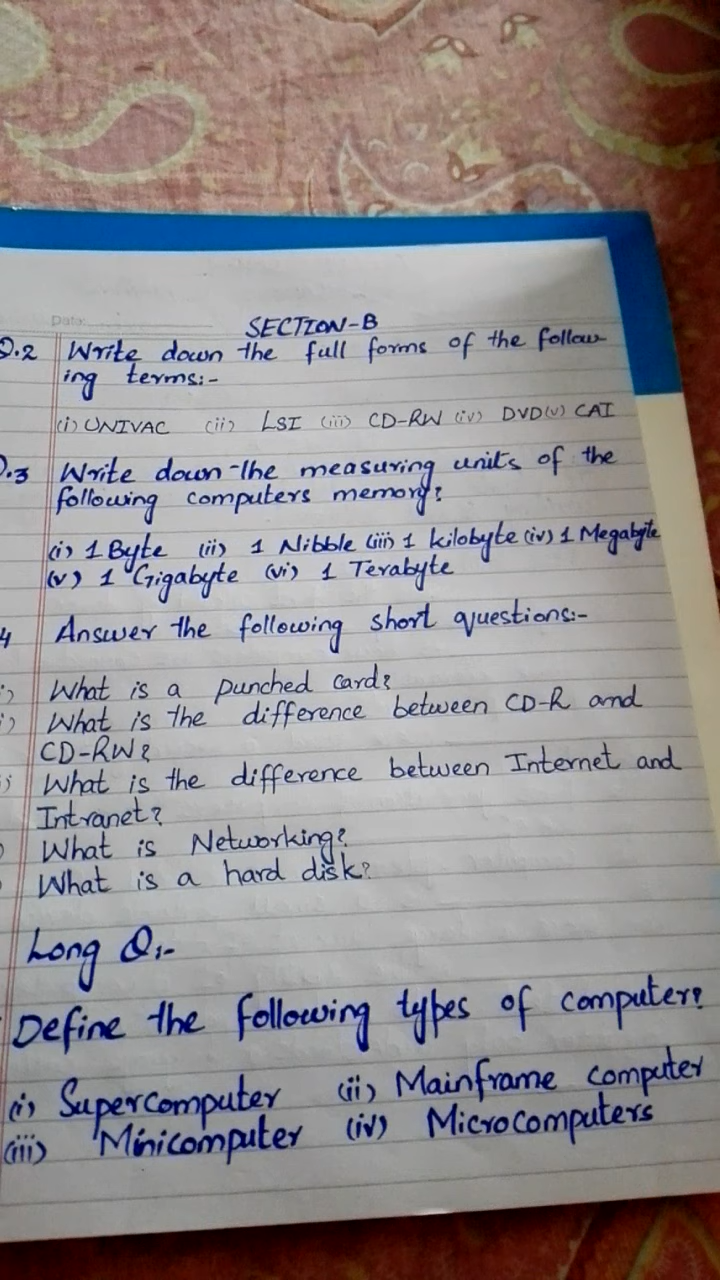 Date:
SECTION-B
Q.2 Write down the full forms of the follow-
ing terms:-
(i) UNIVAC (ii) LSI (iii) CD-RW (iv) DVD (v) CAI
Q.3 Write down the measuring units of the
following computers memory?
(i) 1 Byte (ii) 1 Nibble (iii) 1 kilobyte (iv) 1 Megabyte
(v) 1 Gigabyte (vi) 1 Terabyte
4 Answer the following short questions:-
What is a punched card?
What is the difference between CD-R and
CD-RW?
What is the difference between Internet and
Intranet?
What is Networking?
What is a hard disk?
Long Q:-
Define the following types of computer?
(i) Supercomputer (ii) Mainframe computer
(iii) Minicomputer (iv) Microcomputers